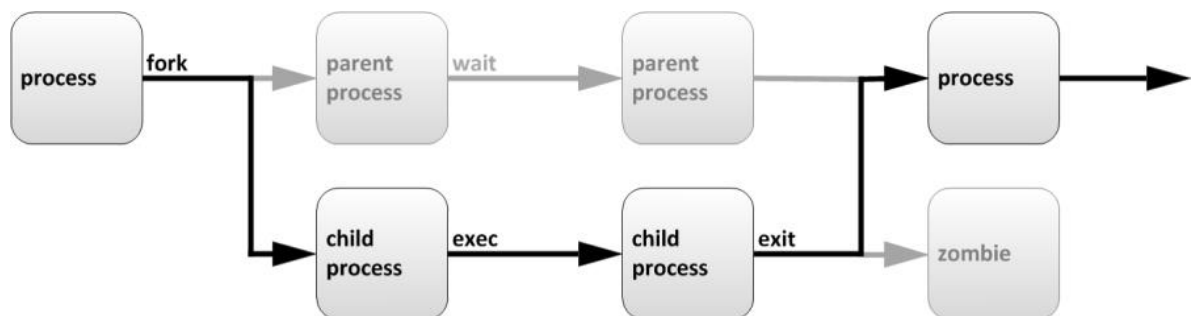 process
fork
parent
process
wait
parent
process
process
child
process
exec
child
process
exit
zombie